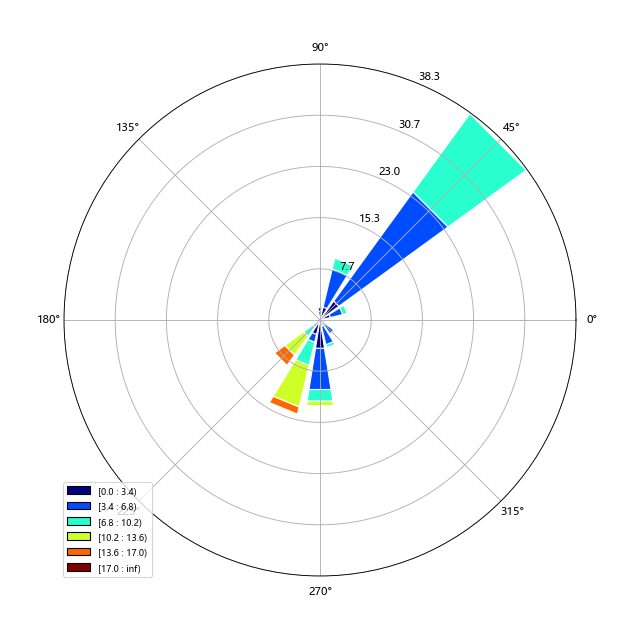 90°
38.3
30.7
135°
45°
23.0
15.3
7.7
180°
0°
[0.0 : 3.4)
[3.4 : 6.8)
[6.8 : 10.2)
[10.2 : 13.6)
[13.6 : 17.0)
[17.0 : inf)
225°
315°
270°